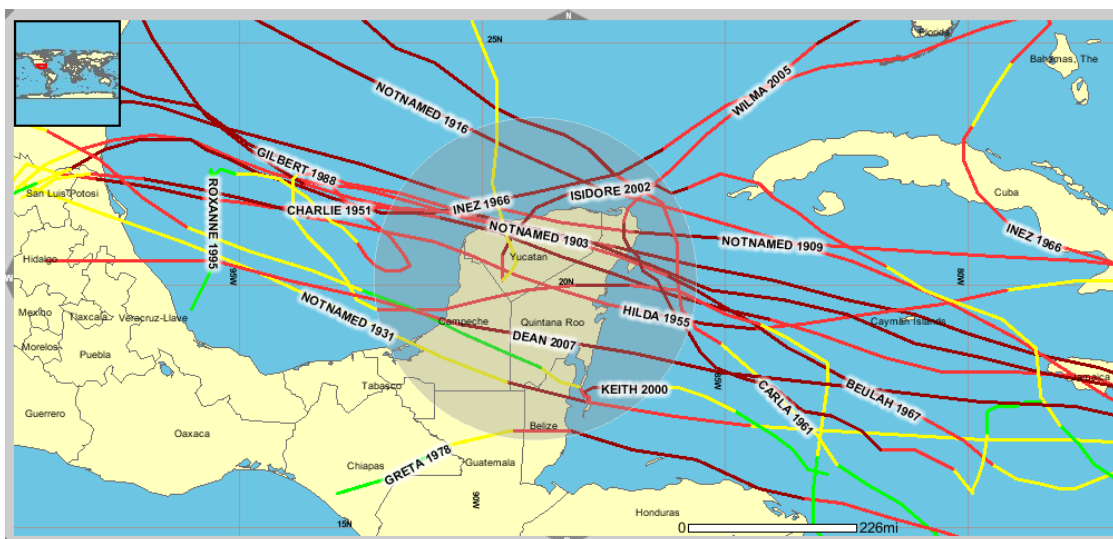 N
25N
Florida
Bahamas, The
NOTNAMED 1916
WILMA 2005
GILBERT 1988
San Luis Potosi
ROXANNE 1995
CHARLIE 1951
INEZ 1966
ISIDORE 2002
Cuba
NOTNAMED 1903
NOTNAMED 1909
INEZ 1966
Hidalgo
Yucatan
95W
20N
80W
Mexico
Tlaxcala
Veracruz-Llave
NOTNAMED 1931
Campeche
Quintana Roo
HILDA 1955
Cayman Islands
Morelos
Puebla
DEAN 2007
Tabasco
KEITH 2000
85W
CARLA 1961
BEULAH 1967
Jamaica
Guerrero
Oaxaca
Belize
Chiapas
GRETA 1978
Guatemala
90W
Honduras
15N
0
226mi